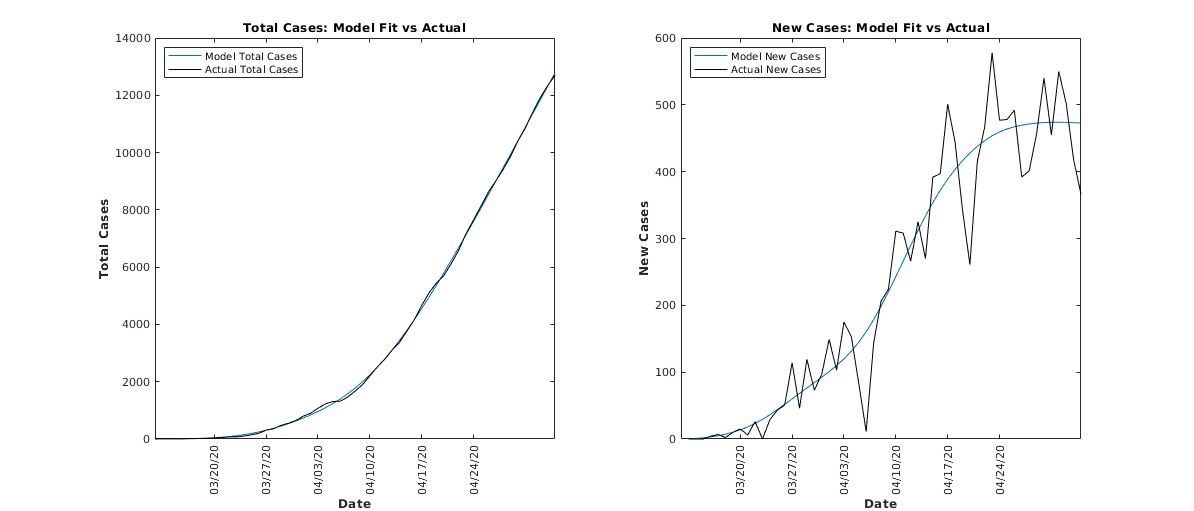 Total Cases: Model Fit vs Actual
Model Total Cases
Actual Total Cases
14000
12000
10000
8000
6000
4000
2000
0
Total Cases
03/20/20
03/27/20
04/03/20
04/10/20
04/17/20
04/24/20
Date
New Cases: Model Fit vs Actual
Model New Cases
Actual New Cases
600
500
400
300
200
100
0
New Cases
03/20/20
03/27/20
04/03/20
04/10/20
04/17/20
04/24/20
Date